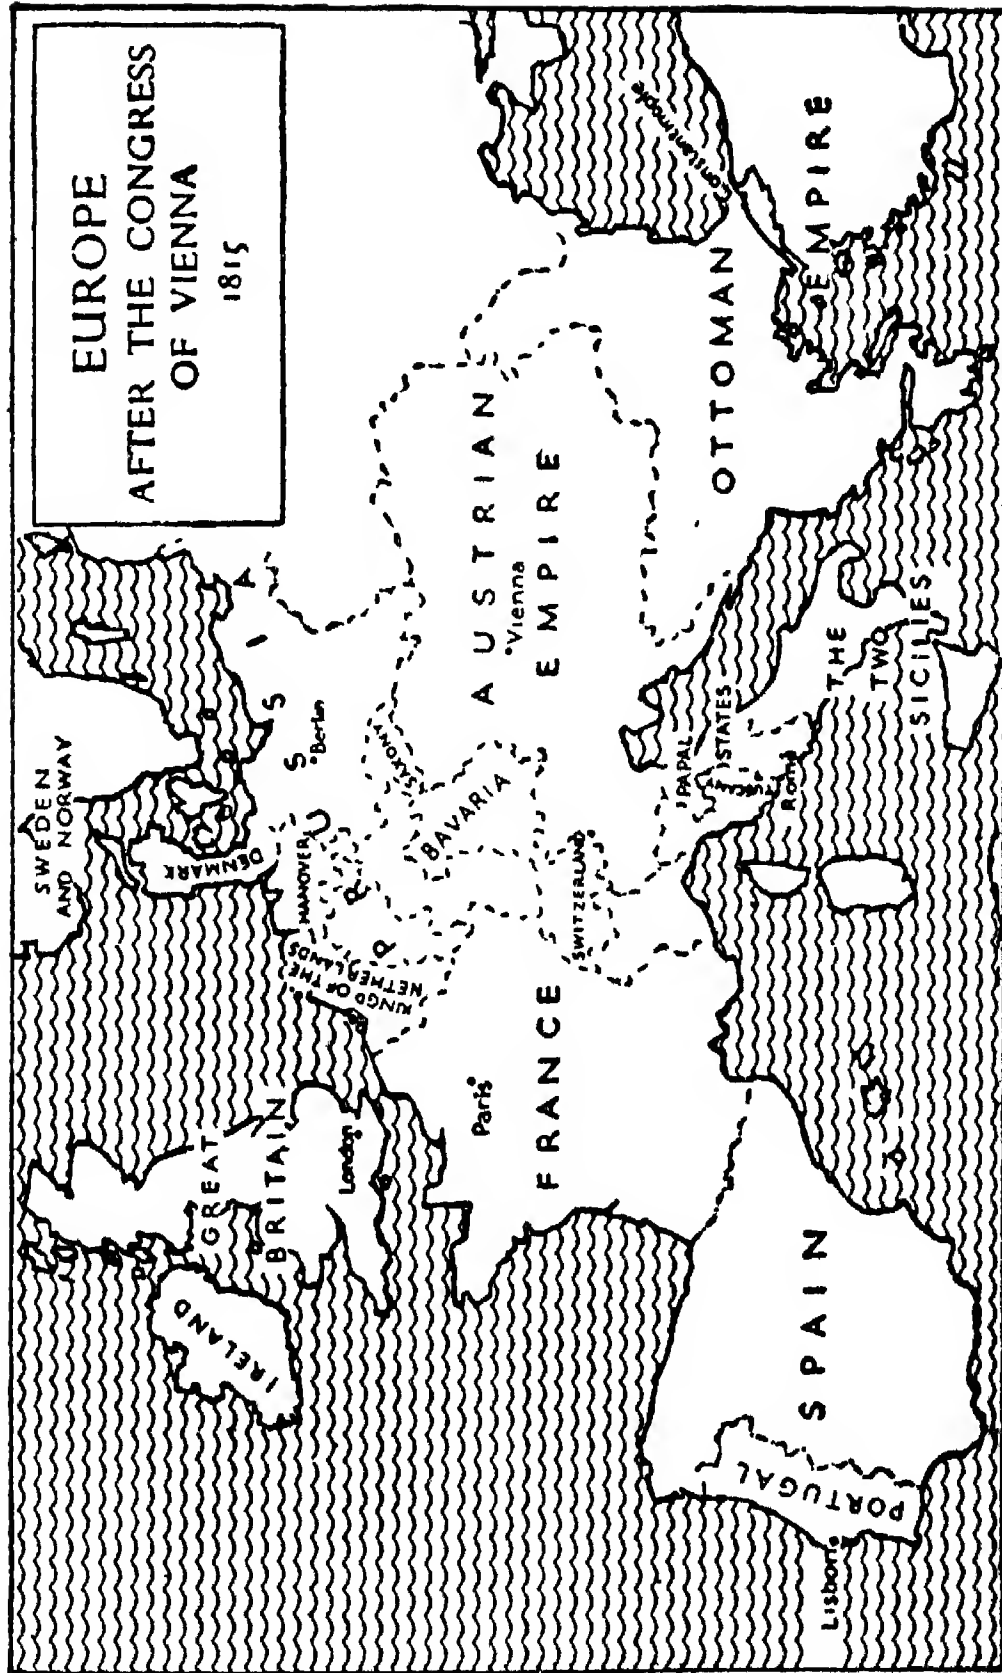 EUROPE
AFTER THE CONGRESS
OF VIENNA
1815
SWEDEN
AND NORWAY
DENMARK
IRELAND
GREAT
BRITAIN
London
KINGD OF THE
NETHERLANDS
HANOVER
PRUSSIA
Berlin
SAXONY
BAVARIA
Paris
FRANCE
SWITZERLAND
AUSTRIAN
EMPIRE
Vienna
PAPAL
STATES
Rome
THE
TWO
SICILIES
OTTOMAN
EMPIRE
Constantinople
SPAIN
PORTUGAL
Lisbon